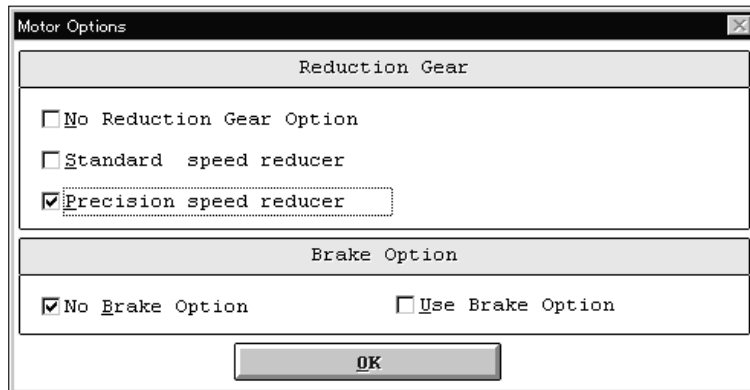 Motor Options
Reduction Gear
No Reduction Gear Option
Standard speed reducer
Precision speed reducer
Brake Option
No Brake Option Use Brake Option
OK